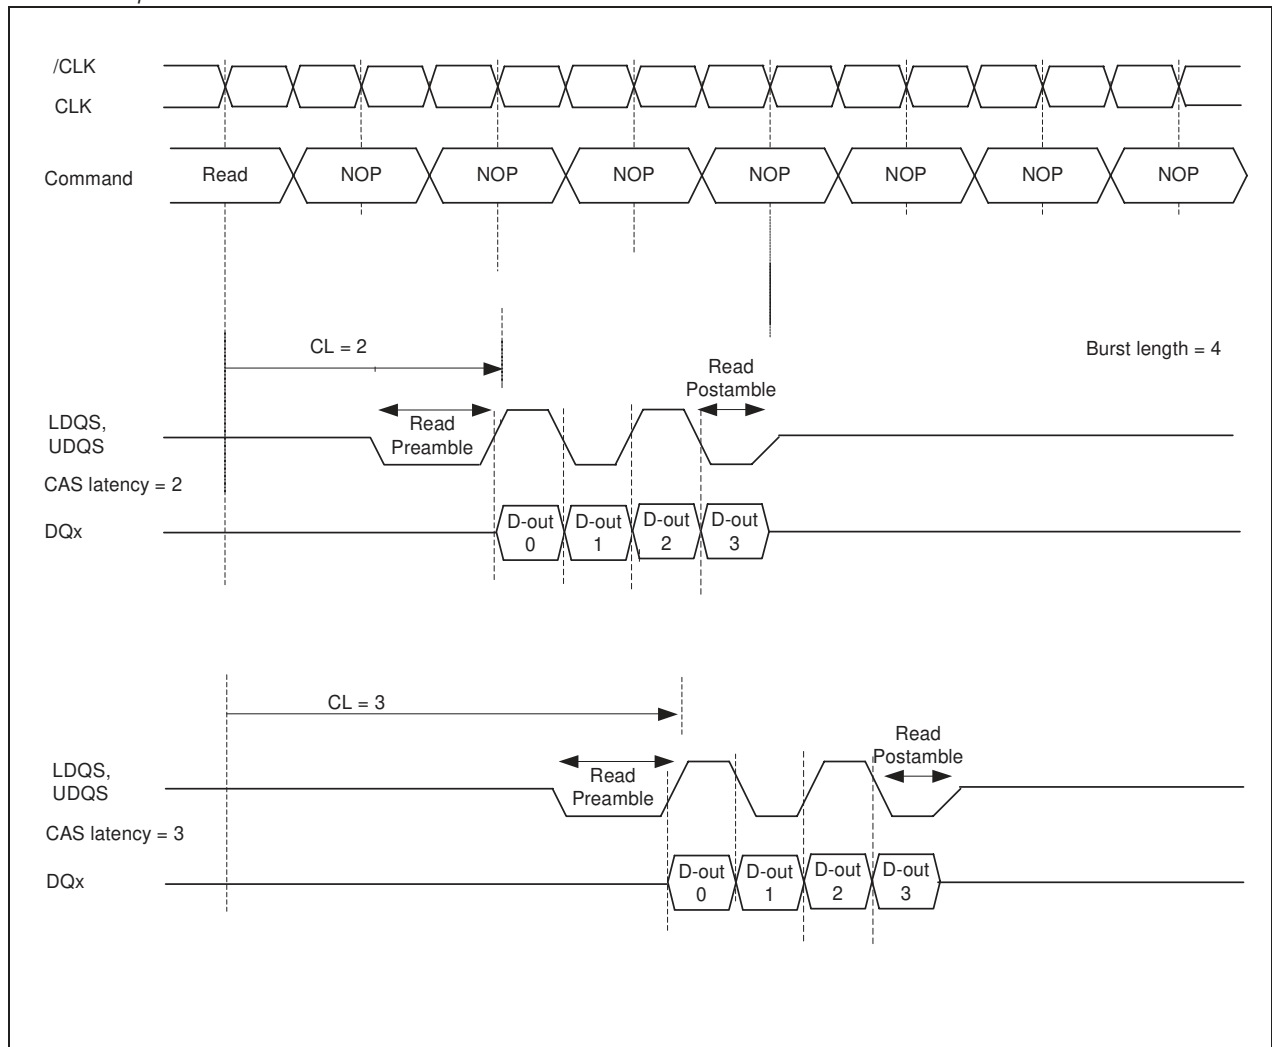 /CLK
CLK
Command
Read NOP NOP NOP NOP NOP NOP NOP
CL = 2
Burst length = 4
Read
Postamble
LDQS,
UDQS
Read
Preamble
CAS latency = 2
DQx
D-out D-out D-out D-out
0 1 2 3
CL = 3
Read
Postamble
LDQS,
UDQS
Read
Preamble
CAS latency = 3
DQx
D-out D-out D-out D-out
0 1 2 3